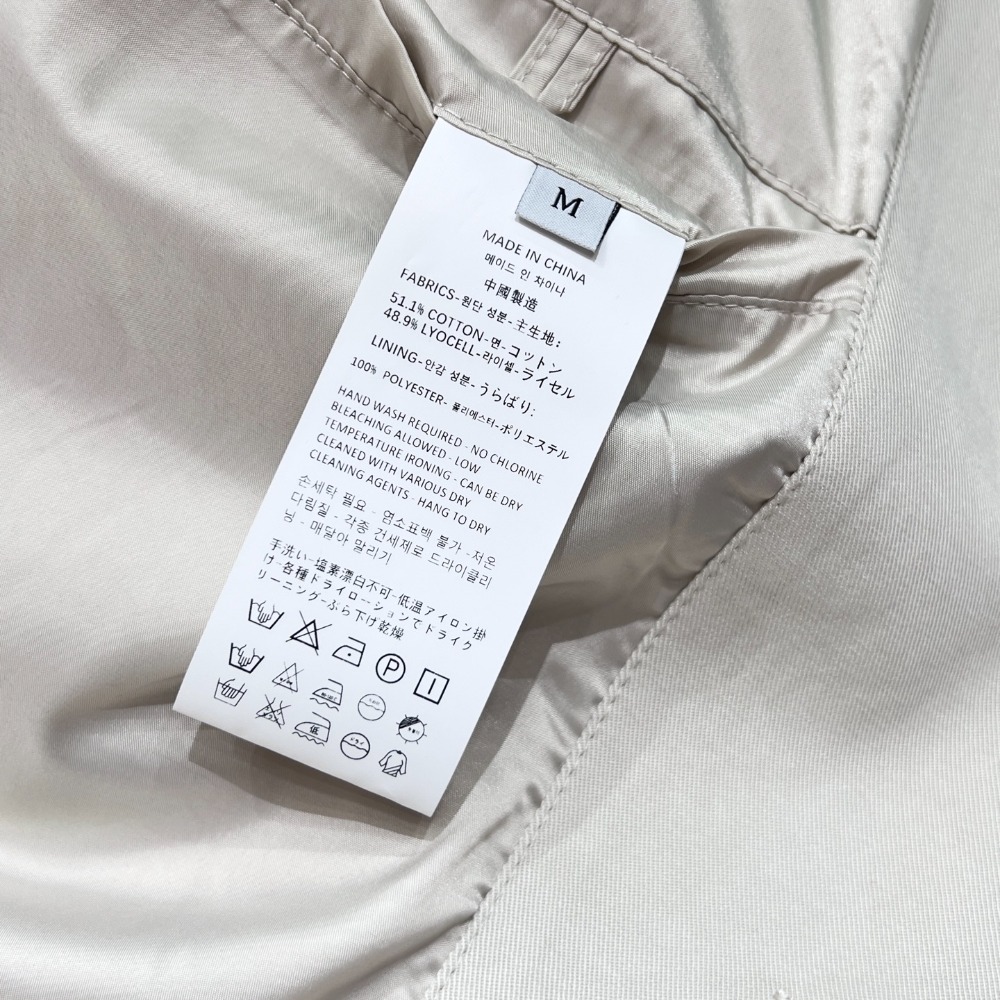 M
MADE IN CHINA
메이드 인 차이나
中國製造
FABRICS-원단 성분-主生地:
51.1% COTTON-면-コットン
48.9% LYOCELL-라이셀-ライセル
LINING-안감 성분-うらばり:
100% POLYESTER- 폴리에스터-ポリエステル
HAND WASH REQUIRED - NO CHLORINE
BLEACHING ALLOWED - LOW
TEMPERATURE IRONING - CAN BE DRY
CLEANED WITH VARIOUS DRY
CLEANING AGENTS - HANG TO DRY
손세탁 필요 - 염소표백 불가 -저온
다림질 - 각종 건세제로 드라이클리
닝 - 매달아 말리기
手洗い-塩素漂白不可-低温アイロン掛
け-各種ドライローションでドライク
リーニング-ぶら下げ乾燥
P
低
ドライ